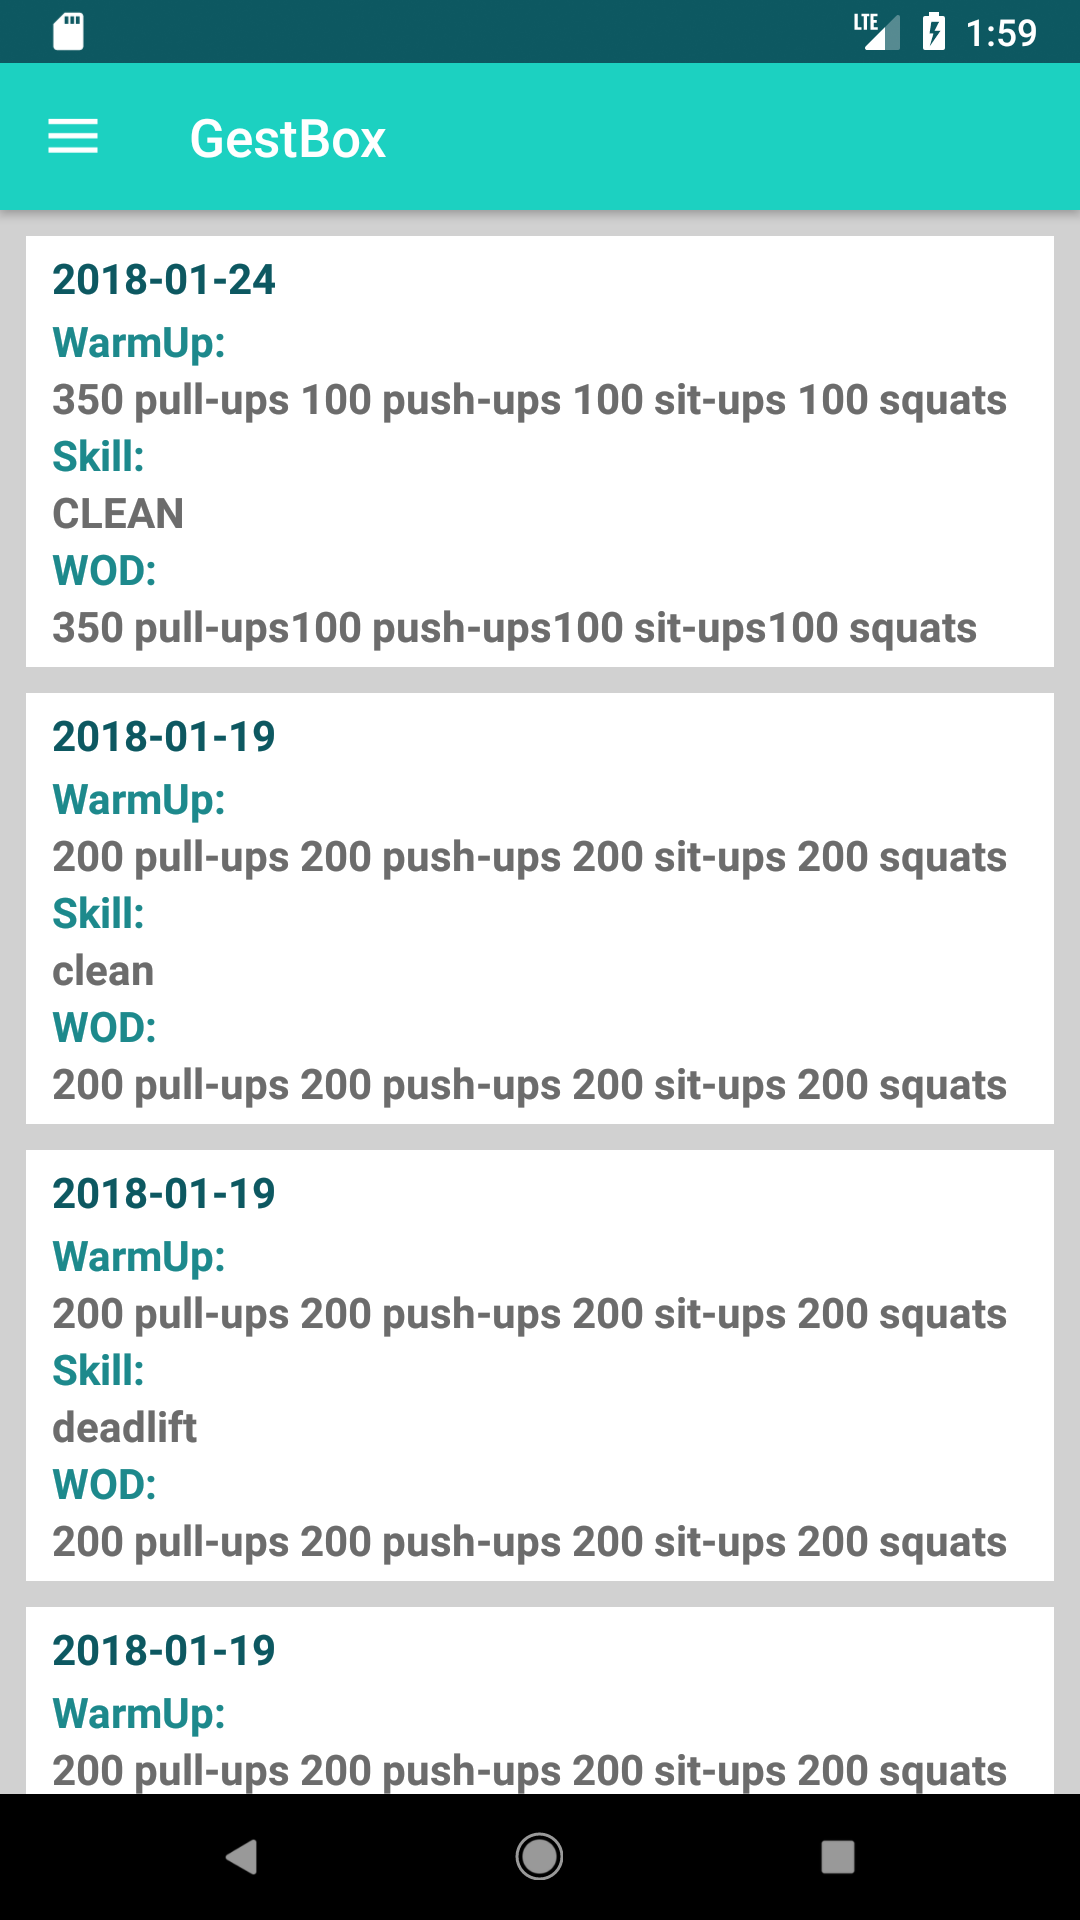 LTE 1:59
GestBox
2018-01-24
WarmUp:
350 pull-ups 100 push-ups 100 sit-ups 100 squats
Skill:
CLEAN
WOD:
350 pull-ups100 push-ups100 sit-ups100 squats
2018-01-19
WarmUp:
200 pull-ups 200 push-ups 200 sit-ups 200 squats
Skill:
clean
WOD:
200 pull-ups 200 push-ups 200 sit-ups 200 squats
2018-01-19
WarmUp:
200 pull-ups 200 push-ups 200 sit-ups 200 squats
Skill:
deadlift
WOD:
200 pull-ups 200 push-ups 200 sit-ups 200 squats
2018-01-19
WarmUp:
200 pull-ups 200 push-ups 200 sit-ups 200 squats